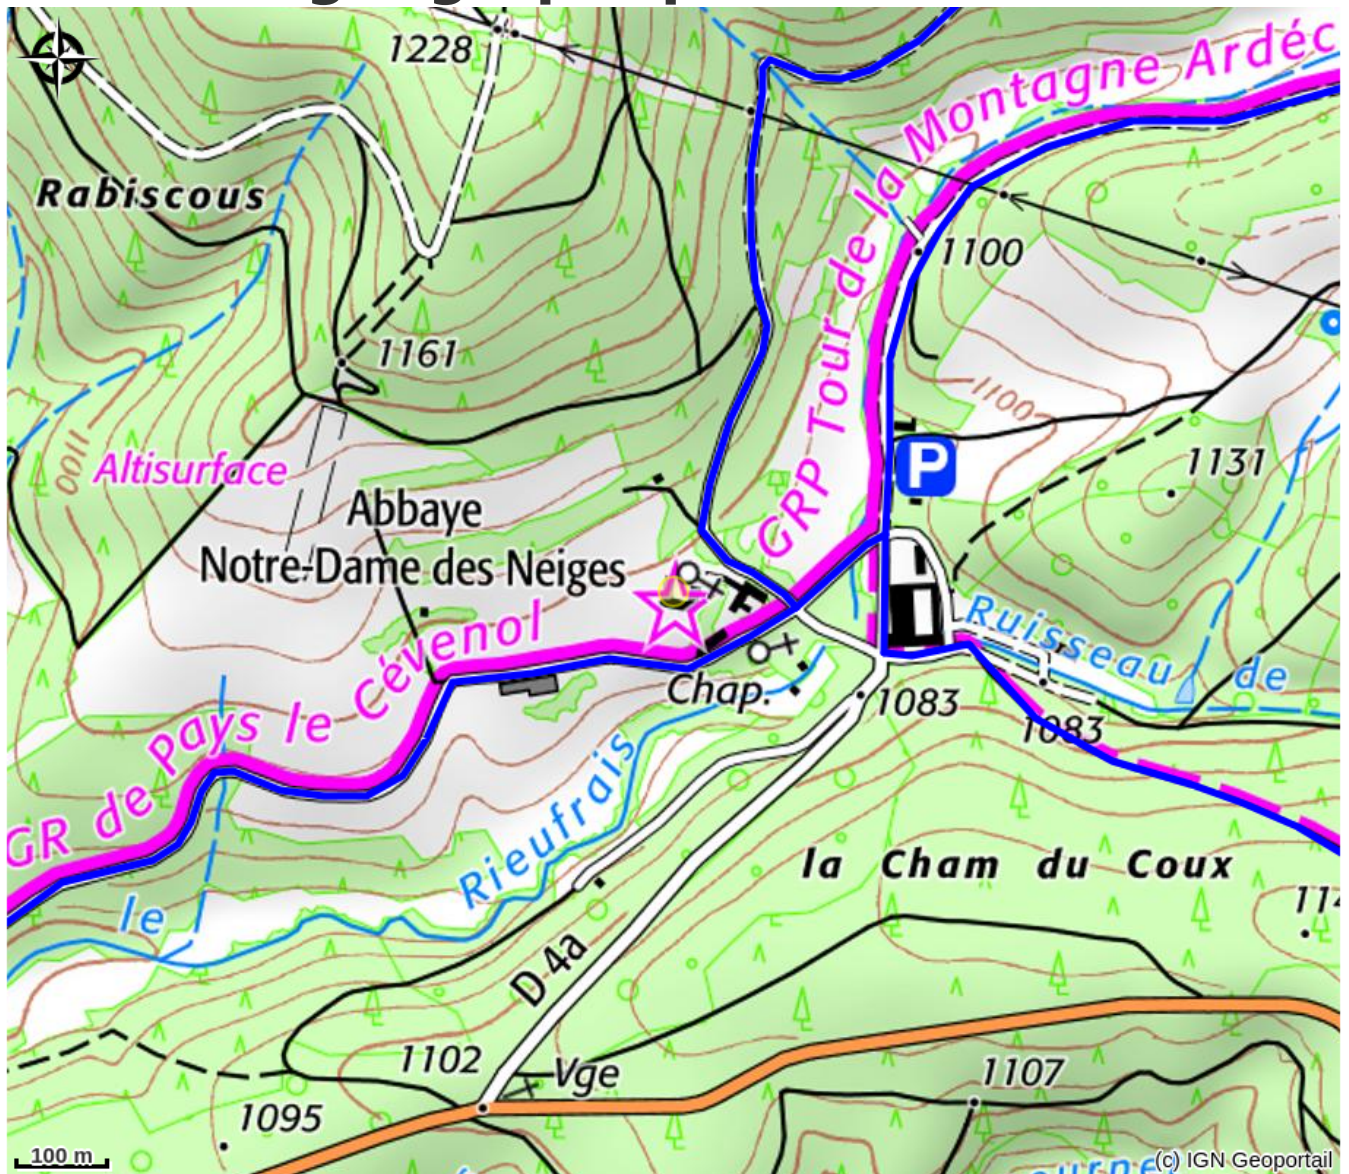 1228
GRP Tour de la Montagne Ardéc
Rabiscous
1100
1161
1100
1100
Altisurface
P
1131
Abbaye
Notre-Dame des Neiges
Ruisseau de
GR de Pays le Cévenol
Chap.
1083
1083
le Rieufrais
la Cham du Coux
114
D 4a
1102
Vge
1107
1095
100 m
(c) IGN Geoportail